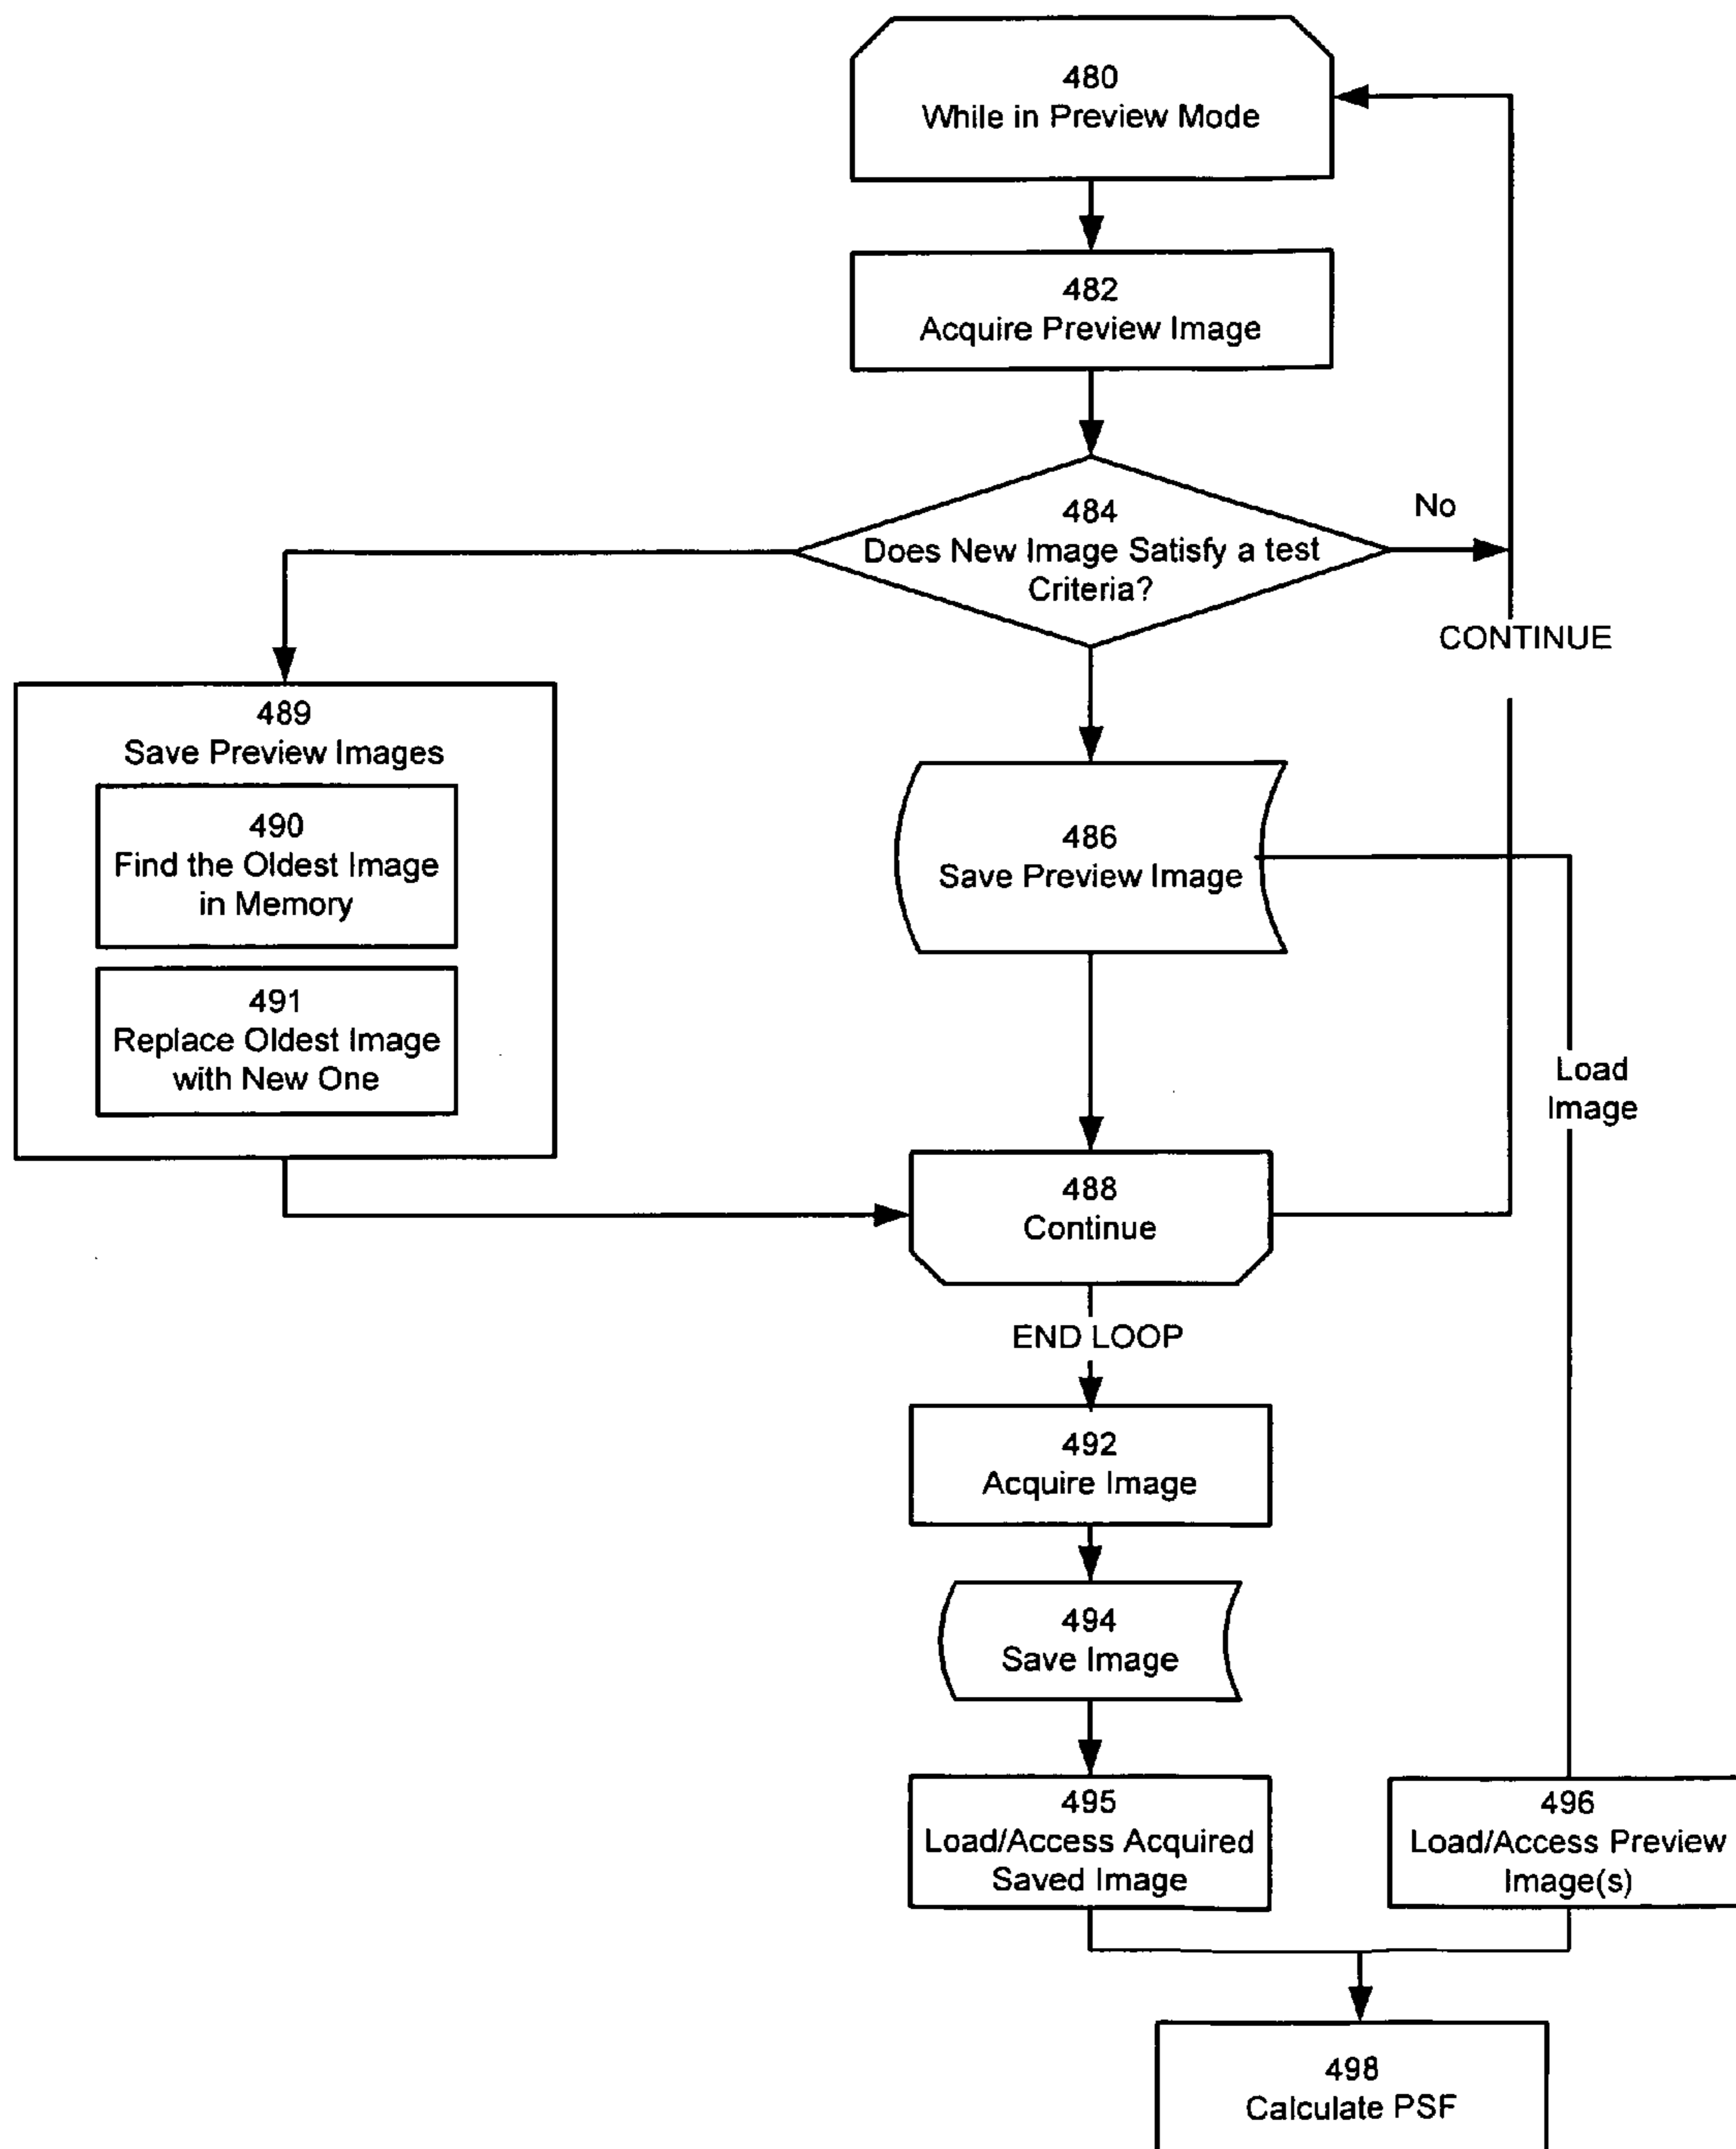 480
While in Preview Mode
482
Acquire Preview Image
484
Does New Image Satisfy a test
Criteria?
No
CONTINUE
489
Save Preview Images
490
Find the Oldest Image
in Memory
491
Replace Oldest Image
with New One
486
Save Preview Image
Load
Image
488
Continue
END LOOP
492
Acquire Image
494
Save Image
495
Load/Access Acquired
Saved Image
496
Load/Access Preview
Image(s)
498
Calculate PSF